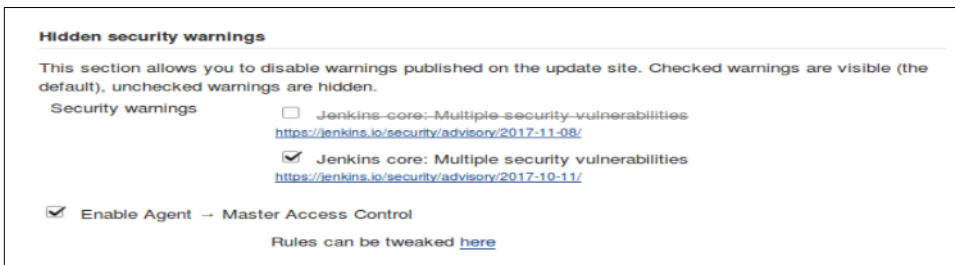 Hidden security warnings
This section allows you to disable warnings published on the update site. Checked warnings are visible (the
default), unchecked warnings are hidden.
Security warnings
Jenkins core: Multiple security vulnerabilities
https://jenkins.io/security/advisory/2017-11-08/
Jenkins core: Multiple security vulnerabilities
https://jenkins.io/security/advisory/2017-10-11/
Enable Agent → Master Access Control
Rules can be tweaked here